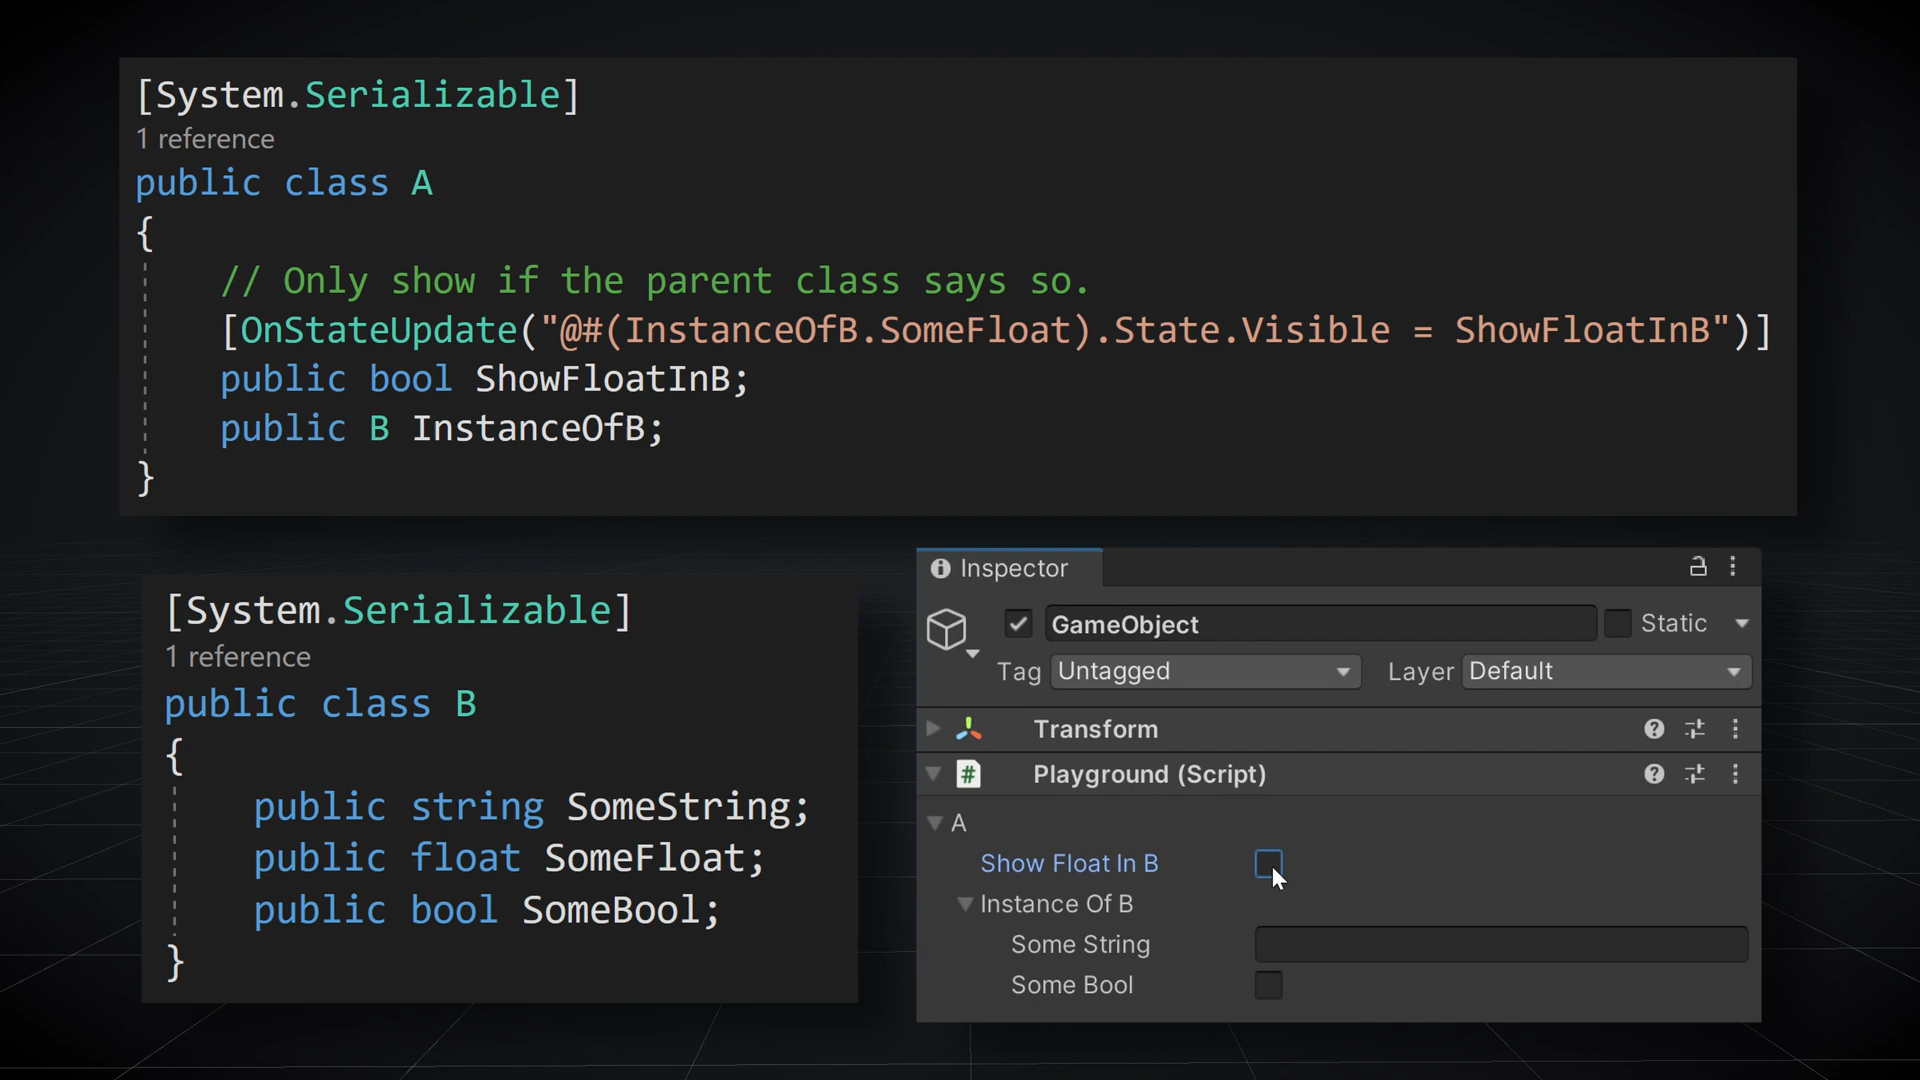 [System.Serializable]
1 reference
public class A
{
// Only show if the parent class says so.
[OnStateUpdate("@#(InstanceOfB.SomeFloat).State.Visible = ShowFloatInB")]
public bool ShowFloatInB;
public B InstanceOfB;
}
[System.Serializable]
1 reference
public class B
{
public string SomeString;
public float SomeFloat;
public bool SomeBool;
}
Inspector
GameObject Static
Tag Untagged Layer Default
Transform
# Playground (Script)
A
Show Float In B
Instance Of B
Some String
Some Bool